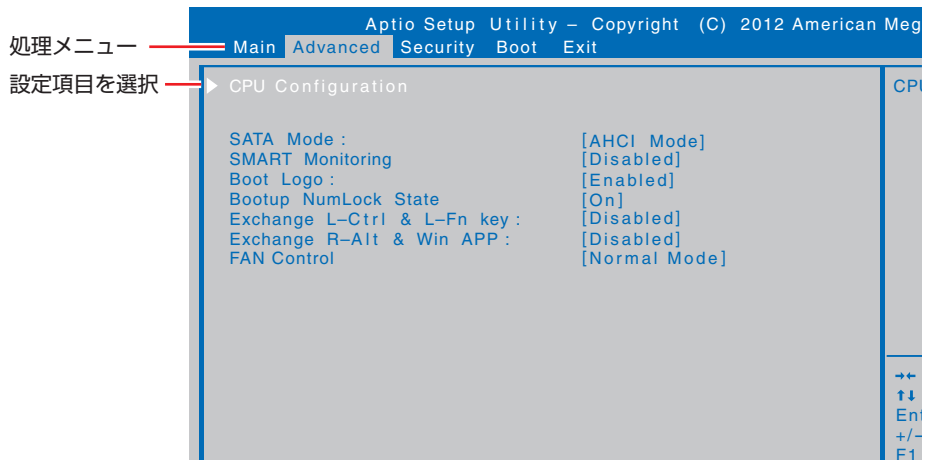 Aptio Setup Utility – Copyright (C) 2012 American Meg
処理メニュー
Main Advanced Security Boot Exit
設定項目を選択
CPU Configuration
CPU
SATA Mode : [AHCI Mode]
SMART Monitoring [Disabled]
Boot Logo : [Enabled]
Bootup NumLock State [On]
Exchange L–Ctrl & L–Fn key : [Disabled]
Exchange R–Alt & Win APP : [Disabled]
FAN Control [Normal Mode]
→←
↑↓
Ent
+/–
F1